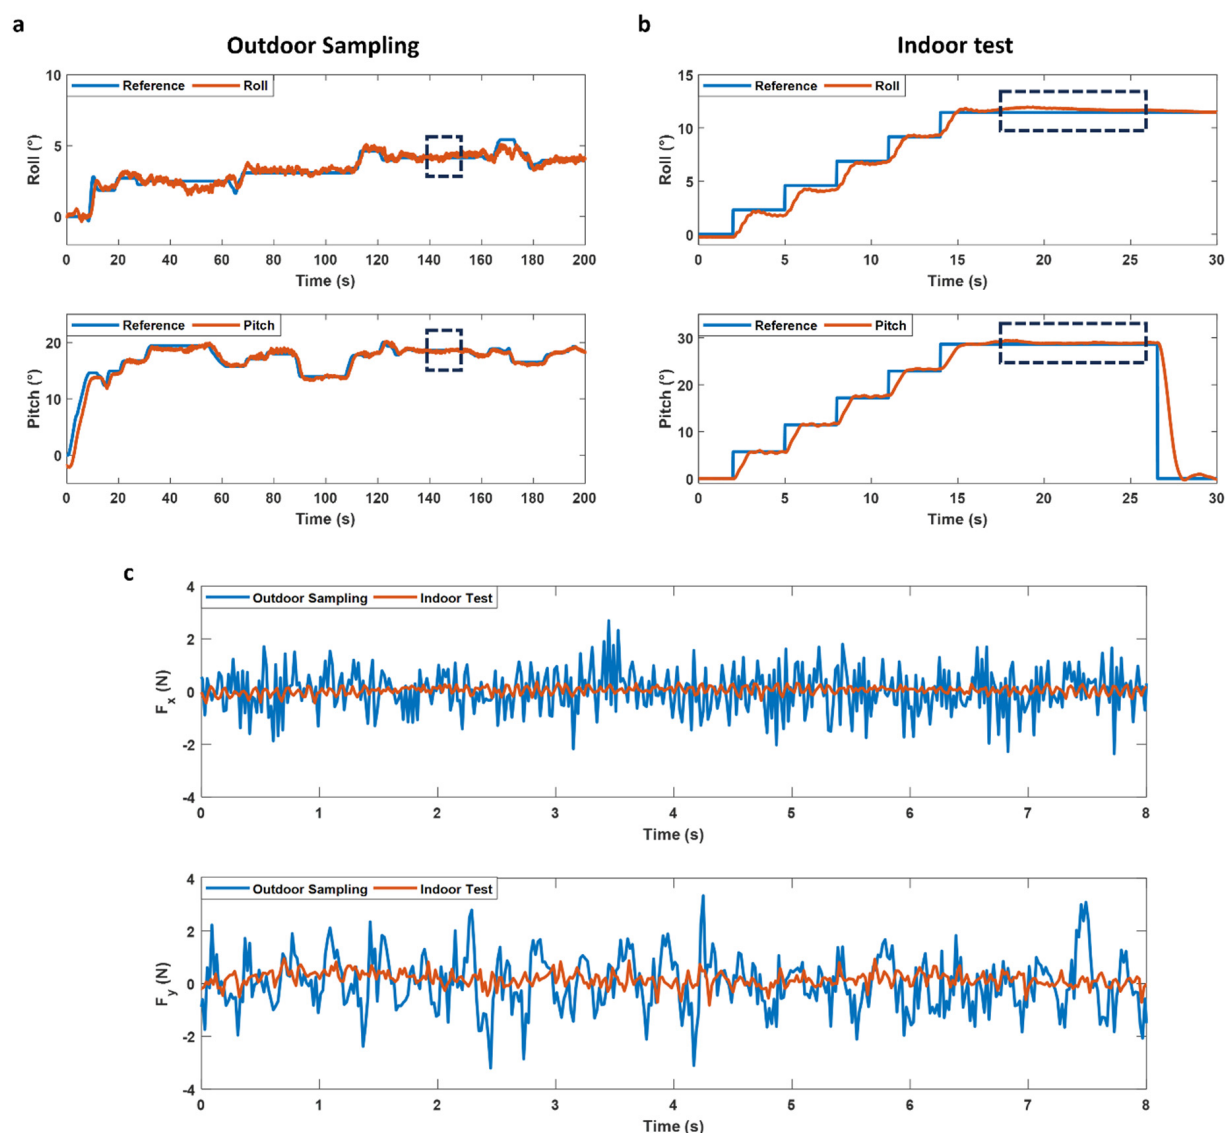 a
Outdoor Sampling
Reference Roll
10
5
0
Roll (°)
0 20 40 60 80 100 120 140 160 180 200
Time (s)
Reference Pitch
20
10
0
Pitch (°)
0 20 40 60 80 100 120 140 160 180 200
Time (s)
b
Indoor test
Reference Roll
15
10
5
0
Roll (°)
0 5 10 15 20 25 30
Time (s)
Reference Pitch
30
20
10
0
Pitch (°)
0 5 10 15 20 25 30
Time (s)
c
Outdoor Sampling Indoor Test
4
2
0
-2
-4
Fx (N)
0 1 2 3 4 5 6 7 8
Time (s)
Outdoor Sampling Indoor Test
4
2
0
-2
-4
Fy (N)
0 1 2 3 4 5 6 7 8
Time (s)